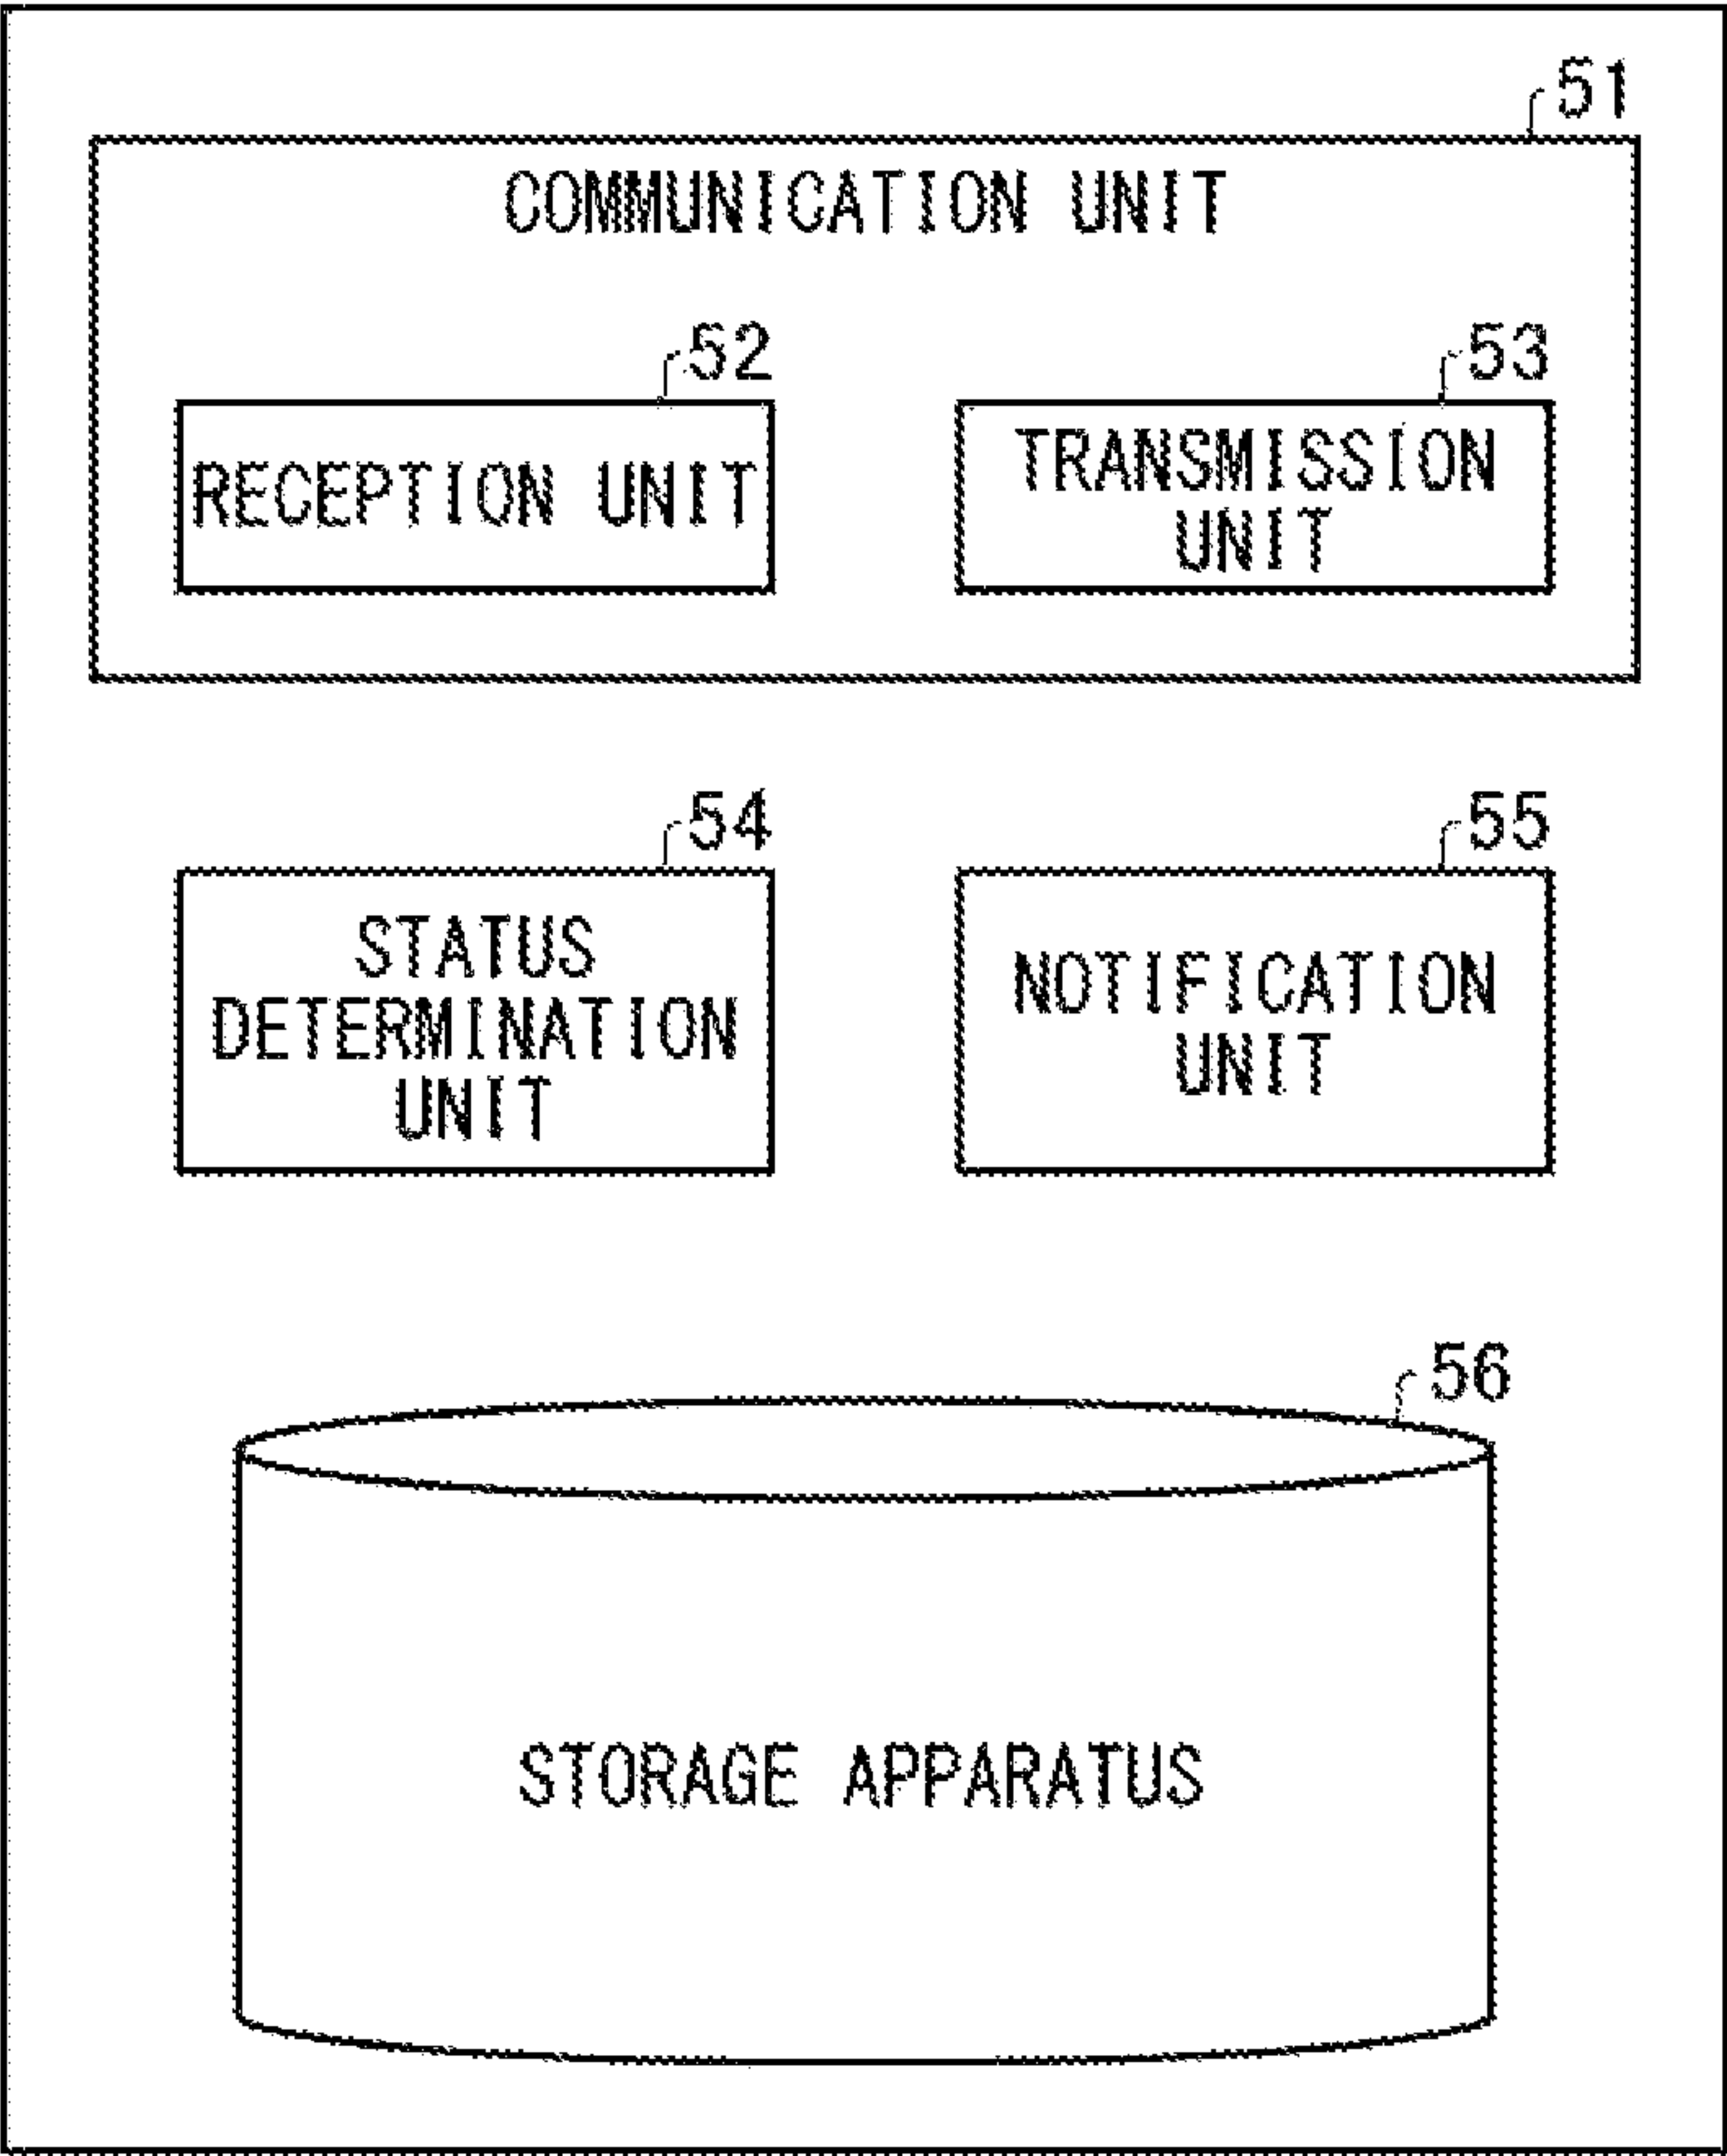 51
COMMUNICATION UNIT
52
53
RECEPTION UNIT
TRANSMISSION
UNIT
54
55
STATUS
DETERMINATION
UNIT
NOTIFICATION
UNIT
56
STORAGE APPARATUS